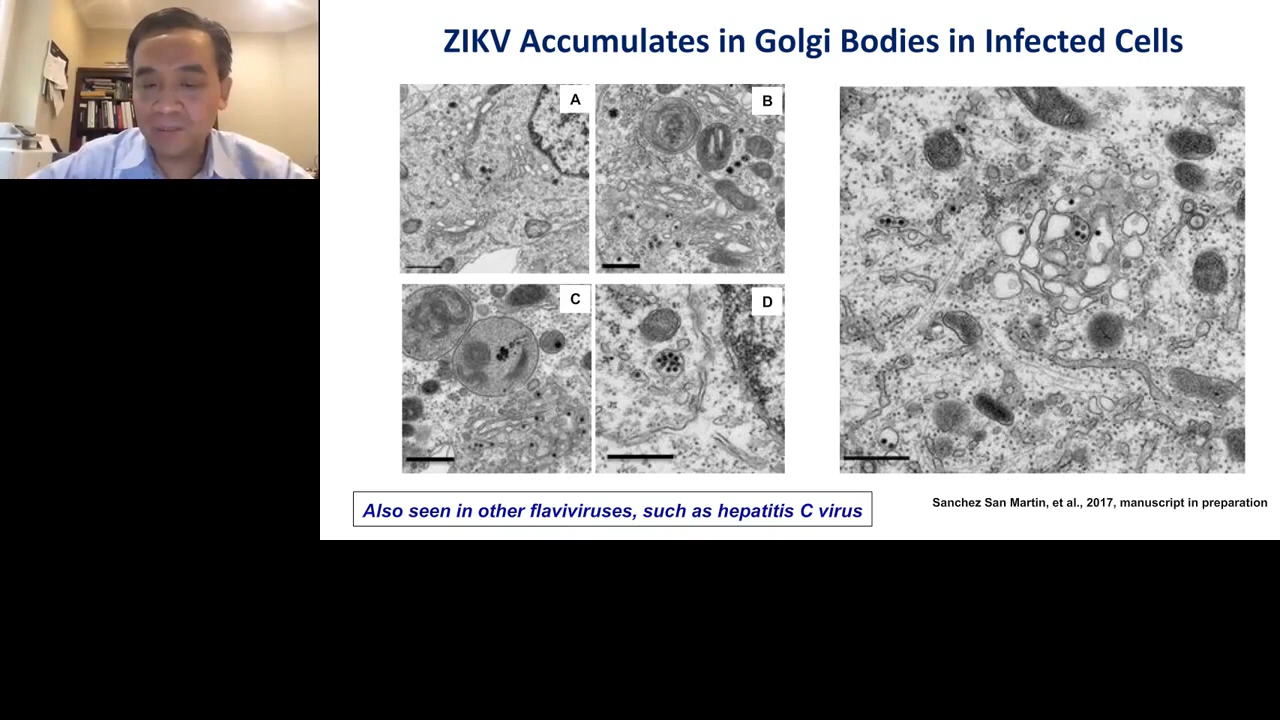 ZIKV Accumulates in Golgi Bodies in Infected Cells
A
B
C
D
Also seen in other flaviviruses, such as hepatitis C virus
Sanchez San Martin, et al., 2017, manuscript in preparation